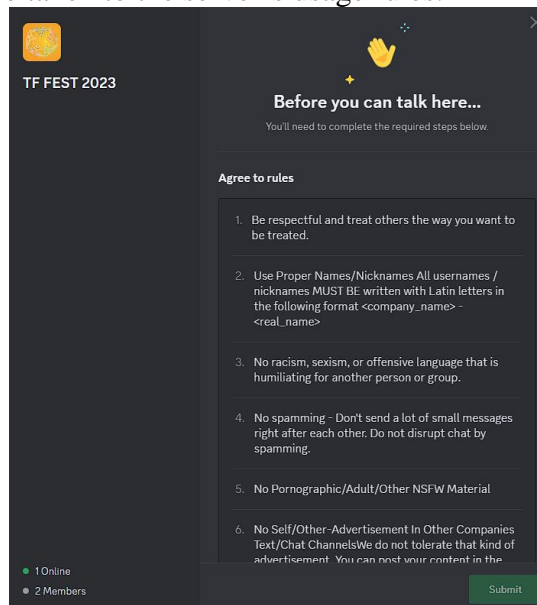 TF FEST 2023
Before you can talk here...
You'll need to complete the required steps below.
Agree to rules
1. Be respectful and treat others the way you want to
be treated.
2. Use Proper Names/Nicknames All usernames /
nicknames MUST BE written with Latin letters in
the following format <company_name> -
<real_name>
3. No racism, sexism, or offensive language that is
humiliating for another person or group.
4. No spamming - Don't send a lot of small messages
right after each other. Do not disrupt chat by
spamming.
5. No Pornographic/Adult/Other NSFW Material
6. No Self/Other-Advertisement In Other Companies
Text/Chat ChannelsWe do not tolerate that kind of
advertisement. You can post your content in the
1 Online
2 Members
Submit